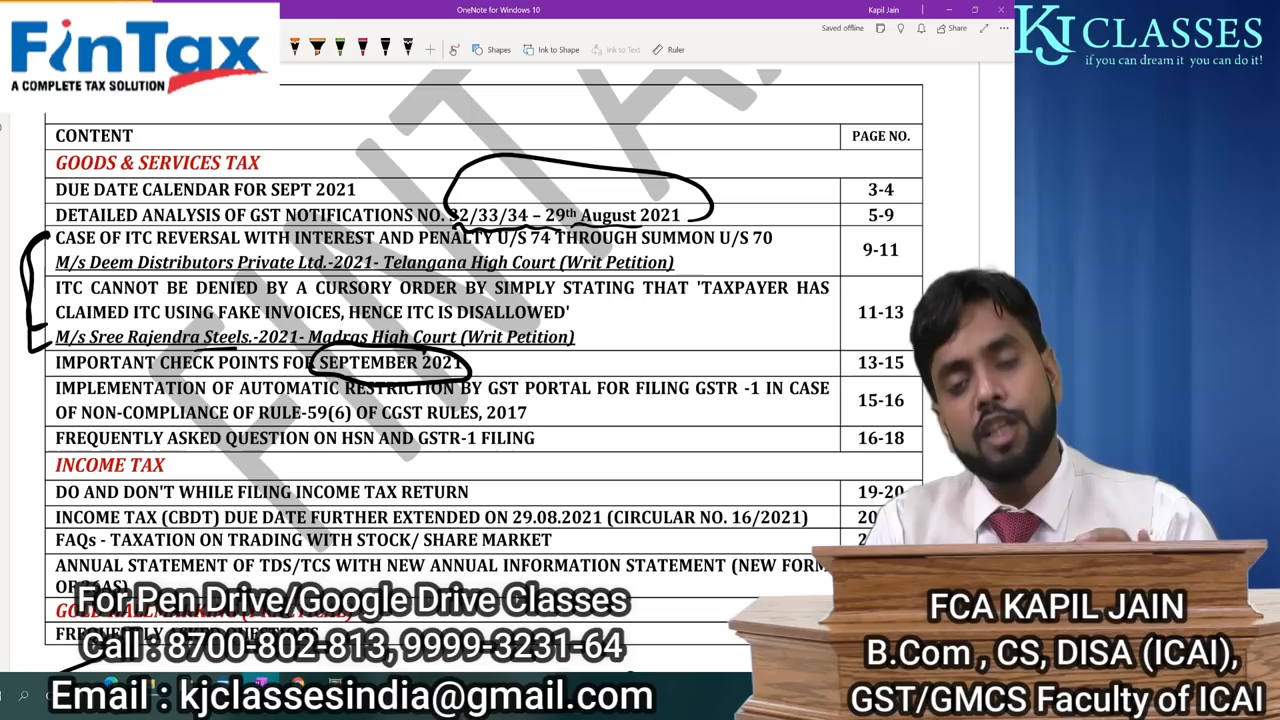 OneNote for Windows 10
Kapil Jain
FinTax
A COMPLETE TAX SOLUTION
Saved offline
Share
Shapes
Ink to Shape
Ink to Text
Ruler
KJ CLASSES
if you can dream it you can do it!
CONTENT PAGE NO.
GOODS & SERVICES TAX
DUE DATE CALENDAR FOR SEPT 2021 3-4
DETAILED ANALYSIS OF GST NOTIFICATIONS NO. 32/33/34 – 29th August 2021 5-9
CASE OF ITC REVERSAL WITH INTEREST AND PENALTY U/S 74 THROUGH SUMMON U/S 70
M/s Deem Distributors Private Ltd.-2021- Telangana High Court (Writ Petition)
9-11
ITC CANNOT BE DENIED BY A CURSORY ORDER BY SIMPLY STATING THAT 'TAXPAYER HAS
CLAIMED ITC USING FAKE INVOICES, HENCE ITC IS DISALLOWED'
M/s Sree Rajendra Steels.-2021- Madras High Court (Writ Petition)
11-13
IMPORTANT CHECK POINTS FOR SEPTEMBER 2021 13-15
IMPLEMENTATION OF AUTOMATIC RESTRICTION BY GST PORTAL FOR FILING GSTR -1 IN CASE
OF NON-COMPLIANCE OF RULE-59(6) OF CGST RULES, 2017
15-16
FREQUENTLY ASKED QUESTION ON HSN AND GSTR-1 FILING 16-18
INCOME TAX
DO AND DON'T WHILE FILING INCOME TAX RETURN 19-20
INCOME TAX (CBDT) DUE DATE FURTHER EXTENDED ON 29.08.2021 (CIRCULAR NO. 16/2021) 20
FAQs - TAXATION ON TRADING WITH STOCK/ SHARE MARKET 2
ANNUAL STATEMENT OF TDS/TCS WITH NEW ANNUAL INFORMATION STATEMENT (NEW FORM
For Pen Drive/Google Drive Classes
Call : 8700-802-813, 9999-3231-64
Email : kjclassesindia@gmail.com
FCA KAPIL JAIN
B.Com , CS, DISA (ICAI),
GST/GMCS Faculty of ICAI